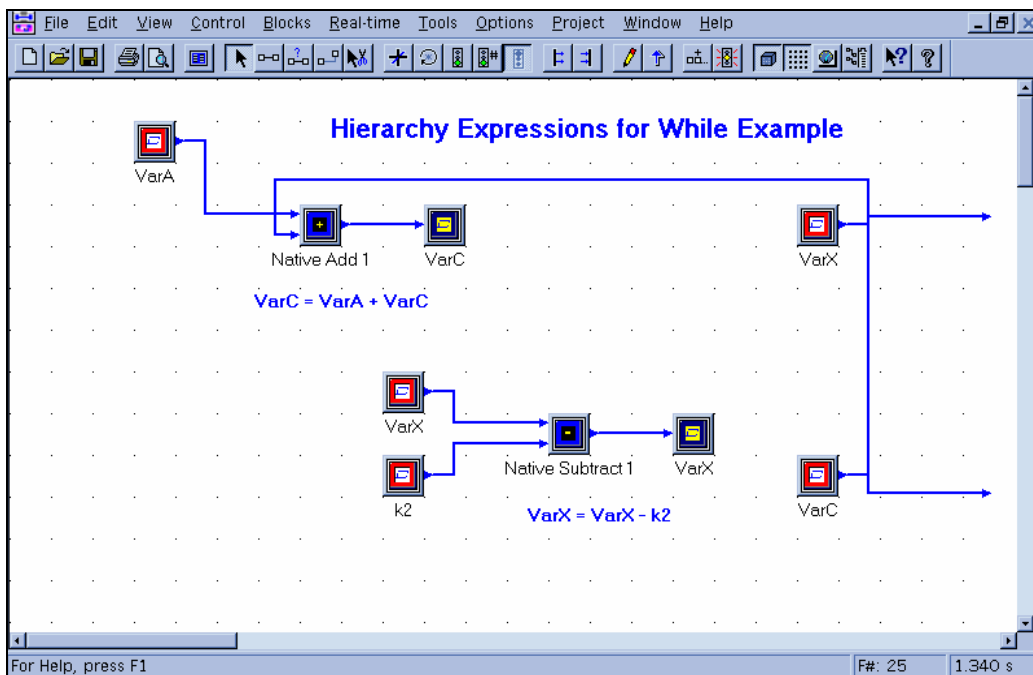 File Edit View Control Blocks Real-time Tools Options Project Window Help
Hierarchy Expressions for While Example
VarA
Native Add 1
VarC
VarX
VarC = VarA + VarC
VarX
Native Subtract 1
VarX
k2
VarC
VarX = VarX - k2
For Help, press F1
F#: 25
1.340 s